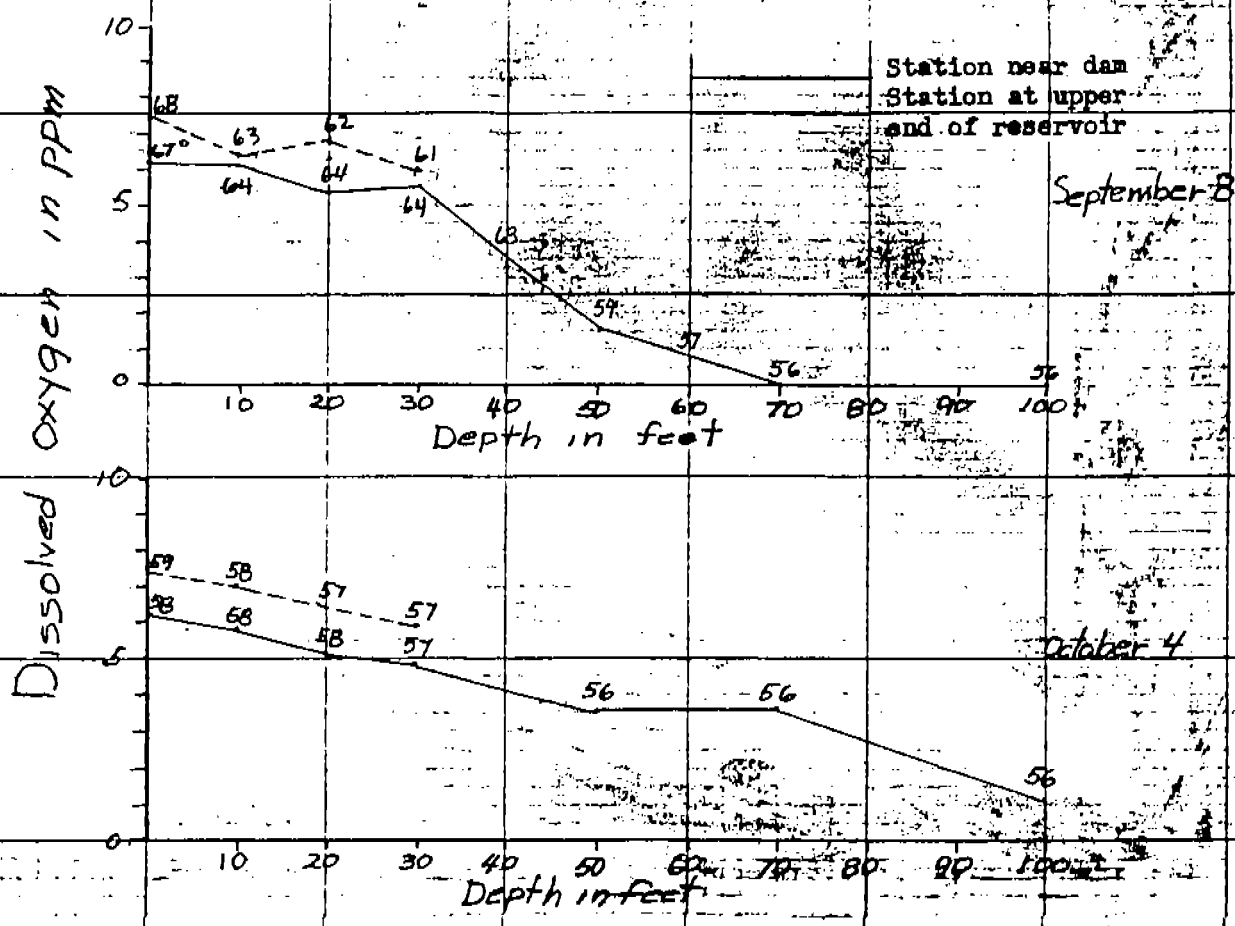 Dissolved Oxygen in PPM
10
5
0
Station near dam
Station at upper
end of reservoir
September 8
68 63 62 61
67° 64 64 64 63 59 57 56 56
10 20 30 40 50 60 70 80 90 100
Depth in feet
10
5
0
October 4
59 58 57 57
58 58 58 57 56 56 56
10 20 30 40 50 60 70 80 90 100
Depth in feet